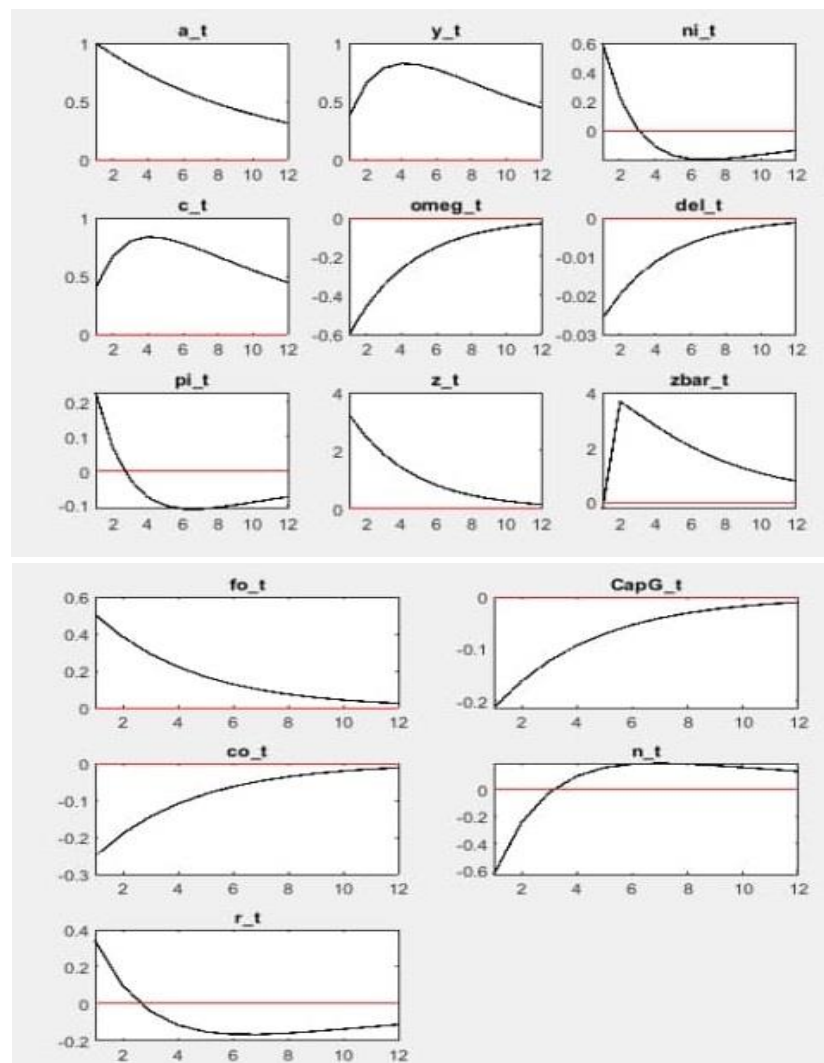 a_t y_t ni_t
1 1 0.6
0.4
0.5 0.5 0.2
0
0 0
2 4 6 8 10 12 2 4 6 8 10 12 2 4 6 8 10 12
c_t omeg_t del_t
1 0 0
-0.2 -0.01
0.5
-0.4 -0.02
0 -0.6 -0.03
2 4 6 8 10 12 2 4 6 8 10 12 2 4 6 8 10 12
pi_t z_t zbar_t
0.2 4 4
0.1
2 2
0
-0.1 0 0
2 4 6 8 10 12 2 4 6 8 10 12 2 4 6 8 10 12
fo_t CapG_t
0.6 0
0.4
-0.1
0.2
0 -0.2
2 4 6 8 10 12 2 4 6 8 10 12
co_t n_t
0 0
-0.1 -0.2
-0.2 -0.4
-0.3 -0.6
2 4 6 8 10 12 2 4 6 8 10 12
r_t
0.4
0.2
0
-0.2
2 4 6 8 10 12